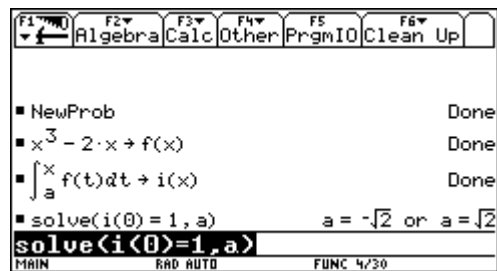 F1 F2 F3 F4 F5 F6
Algebra Calc Other PrgmIO Clean Up
▪ NewProb Done
▪ x³ − 2·x → f(x) Done
▪ ∫ₐˣ f(t)dt → i(x) Done
▪ solve(i(0) = 1, a) a = -√2 or a = √2
solve(i(0)=1,a)
MAIN RAD AUTO FUNC 4/30